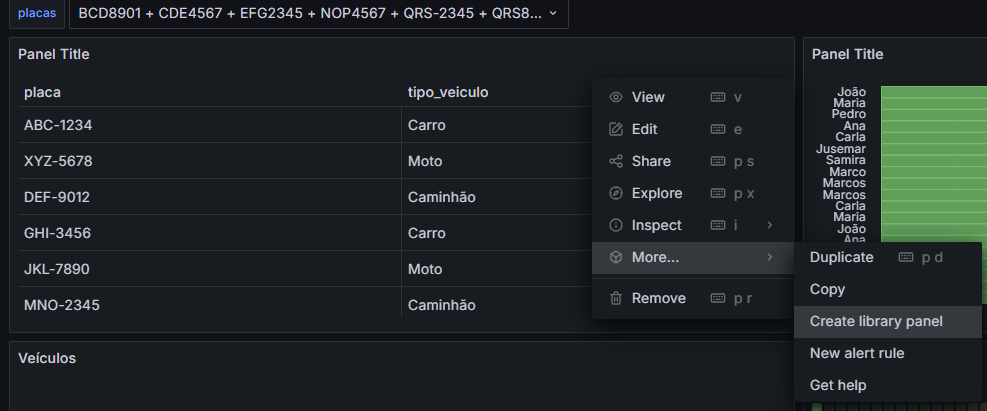 placas BCD8901 + CDE4567 + EFG2345 + NOP4567 + QRS-2345 + QRS8...
Panel Title
placa tipo_veiculo
ABC-1234 Carro
XYZ-5678 Moto
DEF-9012 Caminhão
GHI-3456 Carro
JKL-7890 Moto
MNO-2345 Caminhão
View v
Edit e
Share p s
Explore p x
Inspect i
More...
Remove p r
Panel Title
João
Maria
Pedro
Ana
Carla
Jusemar
Samira
Marco
Marcos
Marcos
Carla
Maria
João
Ana
Duplicate p d
Copy
Create library panel
New alert rule
Get help
Veículos